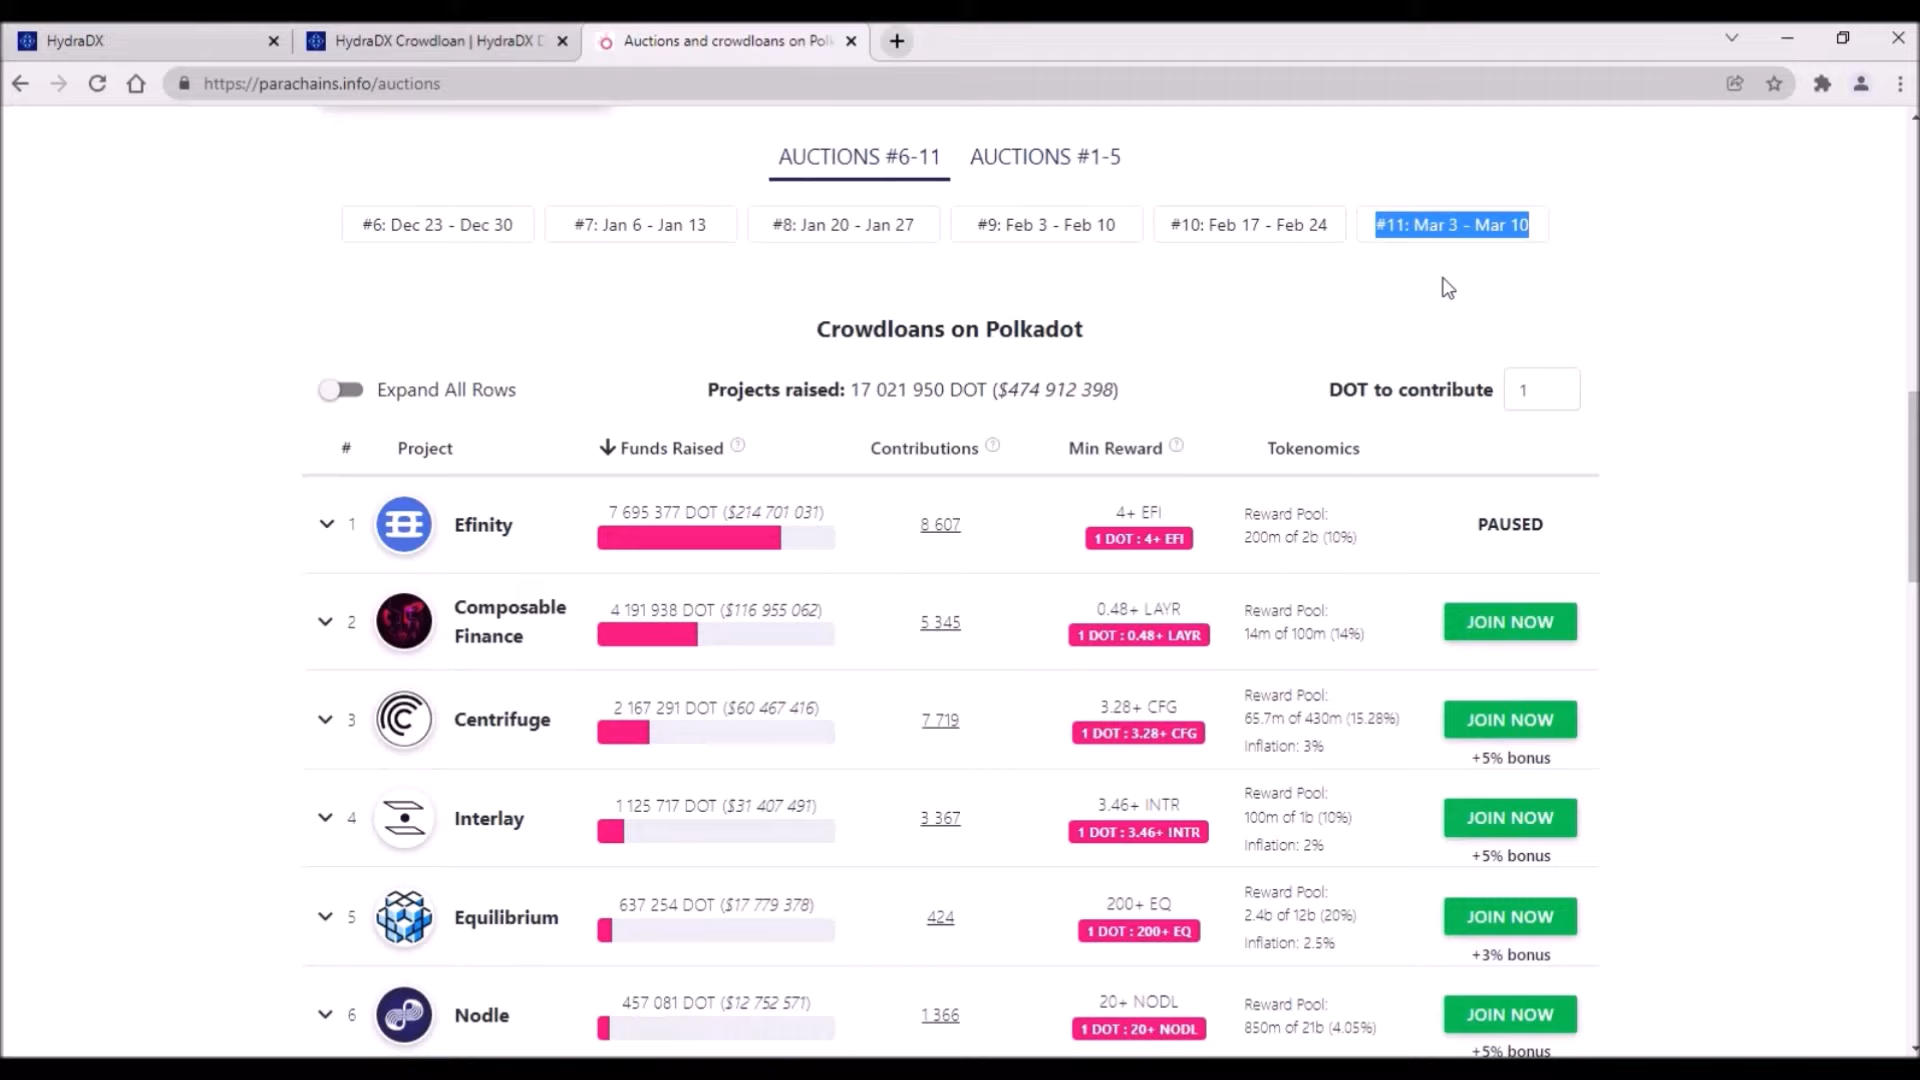 HydraDX
HydraDX Crowdloan | HydraDX D
Auctions and crowdloans on Polk
https://parachains.info/auctions
AUCTIONS #6-11
AUCTIONS #1-5
#6: Dec 23 - Dec 30
#7: Jan 6 - Jan 13
#8: Jan 20 - Jan 27
#9: Feb 3 - Feb 10
#10: Feb 17 - Feb 24
#11: Mar 3 - Mar 10
Crowdloans on Polkadot
Expand All Rows
Projects raised: 17 021 950 DOT ($474 912 398)
DOT to contribute
1
#
Project
Funds Raised
Contributions
Min Reward
Tokenomics
1
Efinity
7 695 377 DOT ($214 701 031)
8 607
4+ EFI
1 DOT : 4+ EFI
Reward Pool:
200m of 2b (10%)
PAUSED
2
Composable
Finance
4 191 938 DOT ($116 955 062)
5 345
0.48+ LAYR
1 DOT : 0.48+ LAYR
Reward Pool:
14m of 100m (14%)
JOIN NOW
3
Centrifuge
2 167 291 DOT ($60 467 416)
7 719
3.28+ CFG
1 DOT : 3.28+ CFG
Reward Pool:
65.7m of 430m (15.28%)
Inflation: 3%
JOIN NOW
+5% bonus
4
Interlay
1 125 717 DOT ($31 407 491)
3 367
3.46+ INTR
1 DOT : 3.46+ INTR
Reward Pool:
100m of 1b (10%)
Inflation: 2%
JOIN NOW
+5% bonus
5
Equilibrium
637 254 DOT ($17 779 378)
424
200+ EQ
1 DOT : 200+ EQ
Reward Pool:
2.4b of 12b (20%)
Inflation: 2.5%
JOIN NOW
+3% bonus
6
Nodle
457 081 DOT ($12 752 571)
1 366
20+ NODL
1 DOT : 20+ NODL
Reward Pool:
850m of 21b (4.05%)
JOIN NOW
+5% bonus